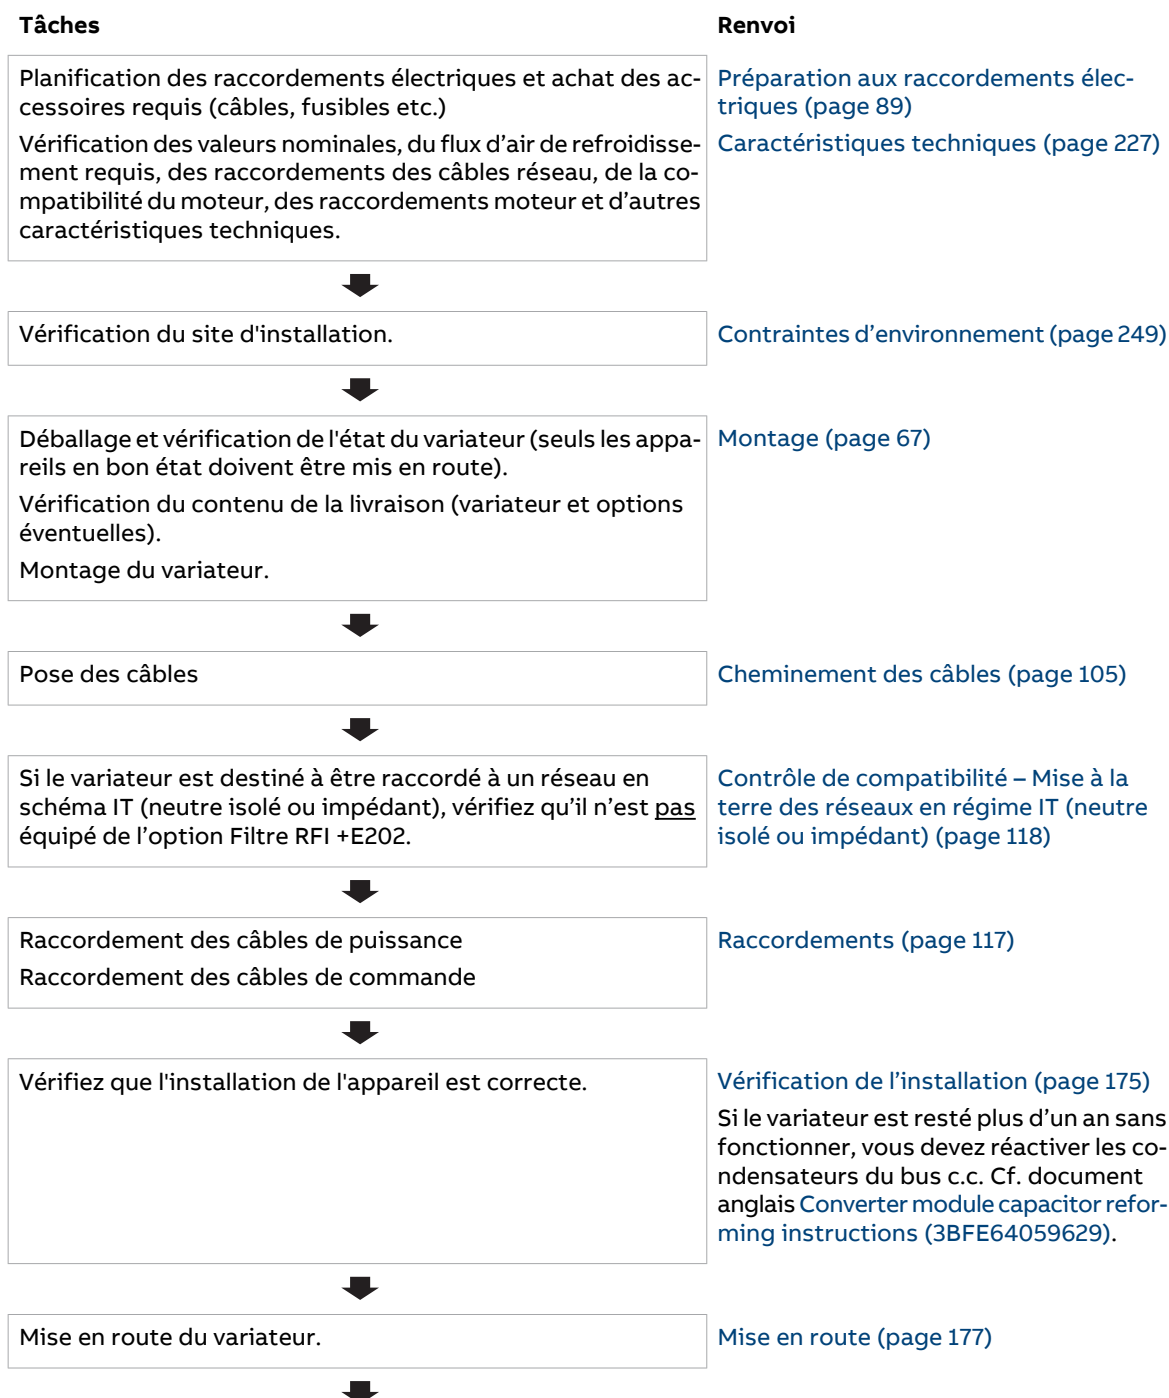 Tâches
Renvoi
Planification des raccordements électriques et achat des ac-
cessoires requis (câbles, fusibles etc.)
Vérification des valeurs nominales, du flux d’air de refroidisse-
ment requis, des raccordements des câbles réseau, de la co-
mpatibilité du moteur, des raccordements moteur et d’autres
caractéristiques techniques.
Préparation aux raccordements élec-
triques (page 89)
Caractéristiques techniques (page 227)
Vérification du site d'installation.
Contraintes d’environnement (page 249)
Déballage et vérification de l'état du variateur (seuls les appa-
reils en bon état doivent être mis en route).
Vérification du contenu de la livraison (variateur et options
éventuelles).
Montage du variateur.
Montage (page 67)
Pose des câbles
Cheminement des câbles (page 105)
Si le variateur est destiné à être raccordé à un réseau en
schéma IT (neutre isolé ou impédant), vérifiez qu’il n’est pas
équipé de l’option Filtre RFI +E202.
Contrôle de compatibilité – Mise à la
terre des réseaux en régime IT (neutre
isolé ou impédant) (page 118)
Raccordement des câbles de puissance
Raccordement des câbles de commande
Raccordements (page 117)
Vérifiez que l'installation de l'appareil est correcte.
Vérification de l’installation (page 175)
Si le variateur est resté plus d’un an sans
fonctionner, vous devez réactiver les co-
ndensateurs du bus c.c. Cf. document
anglais Converter module capacitor refor-
ming instructions (3BFE64059629).
Mise en route du variateur.
Mise en route (page 177)